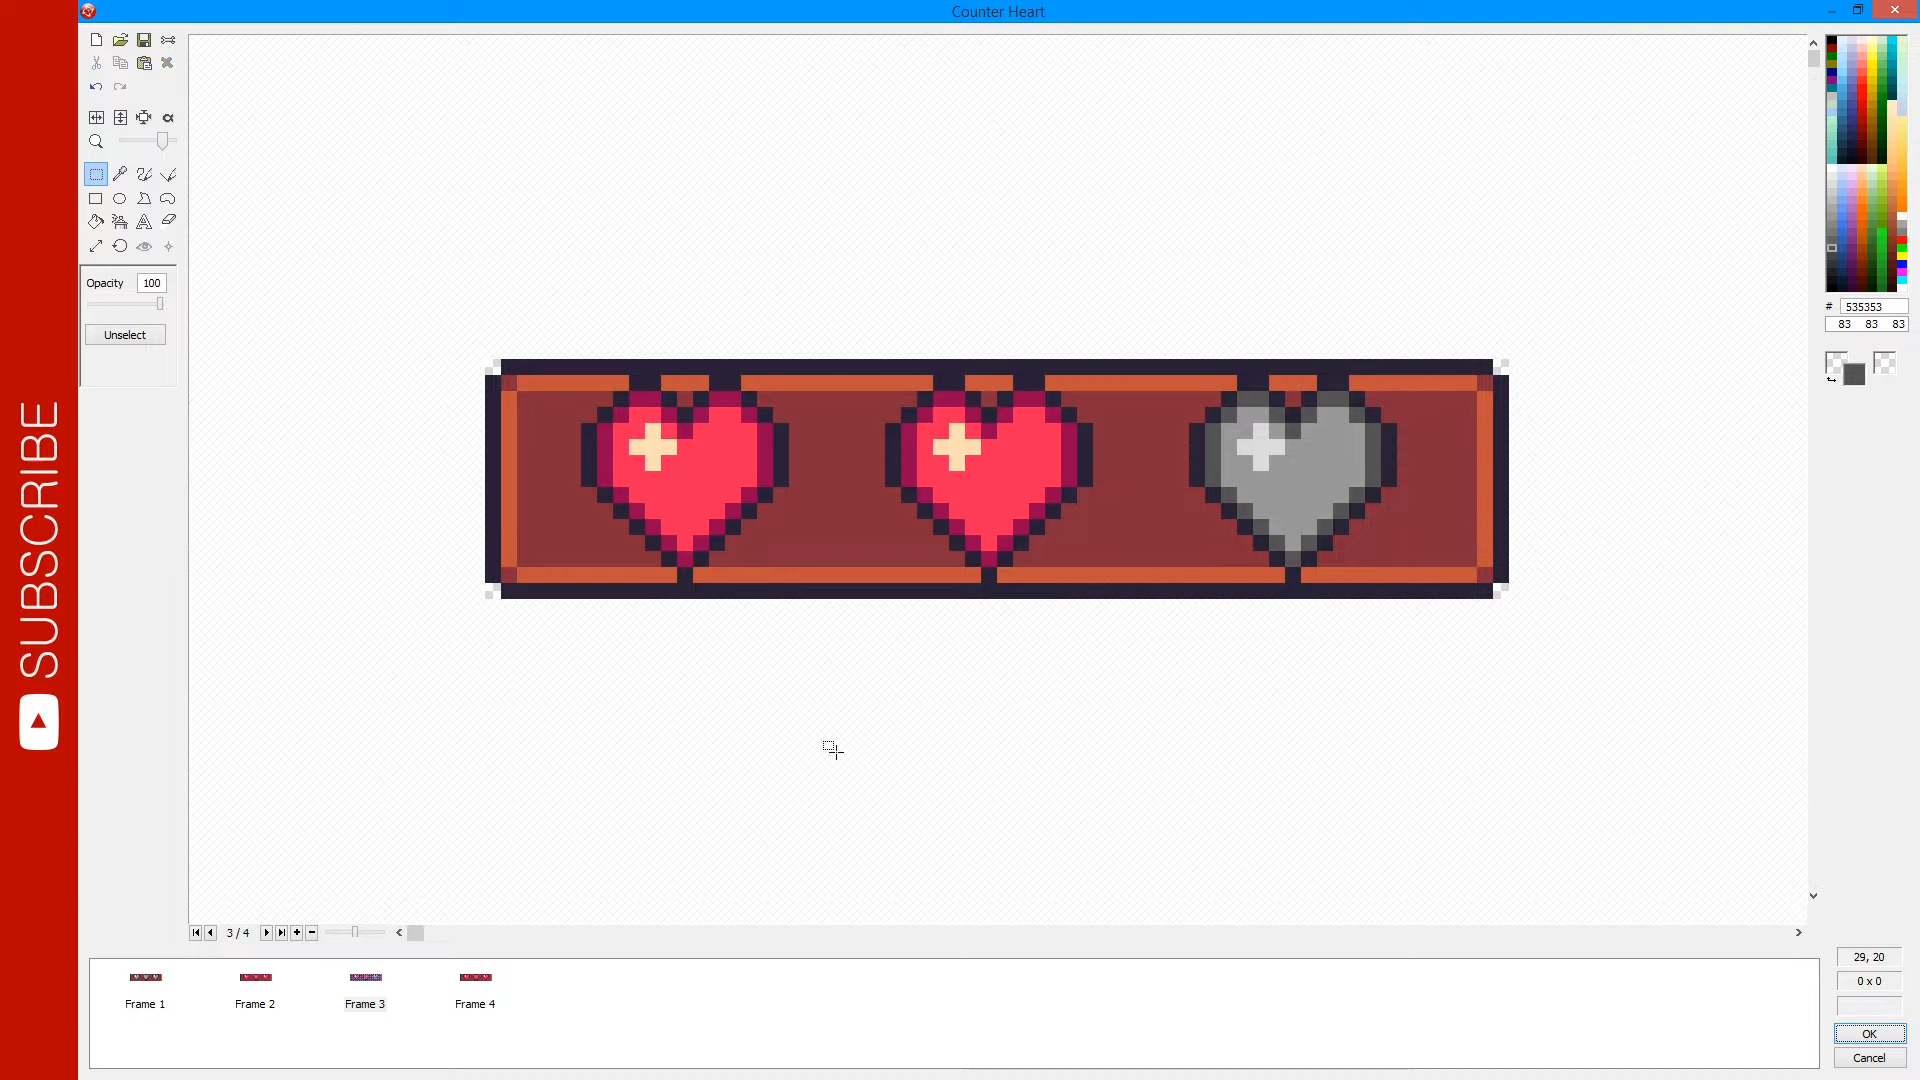 Counter Heart
SUBSCRIBE
Opacity 100
Unselect
# 535353
83 83 83
3 / 4
Frame 1
Frame 2
Frame 3
Frame 4
29, 20
0 x 0
OK
Cancel